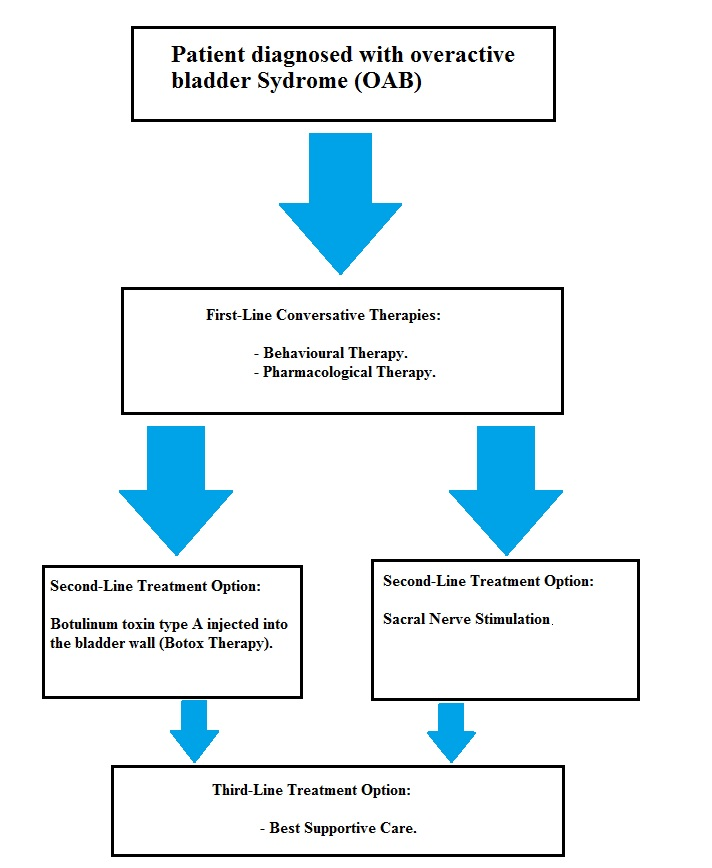 Patient diagnosed with overactive
bladder Sydrome (OAB)
First-Line Conversative Therapies:
- Behavioural Therapy.
- Pharmacological Therapy.
Second-Line Treatment Option:
Botulinum toxin type A injected into
the bladder wall (Botox Therapy).
Second-Line Treatment Option:
Sacral Nerve Stimulation.
Third-Line Treatment Option:
- Best Supportive Care.